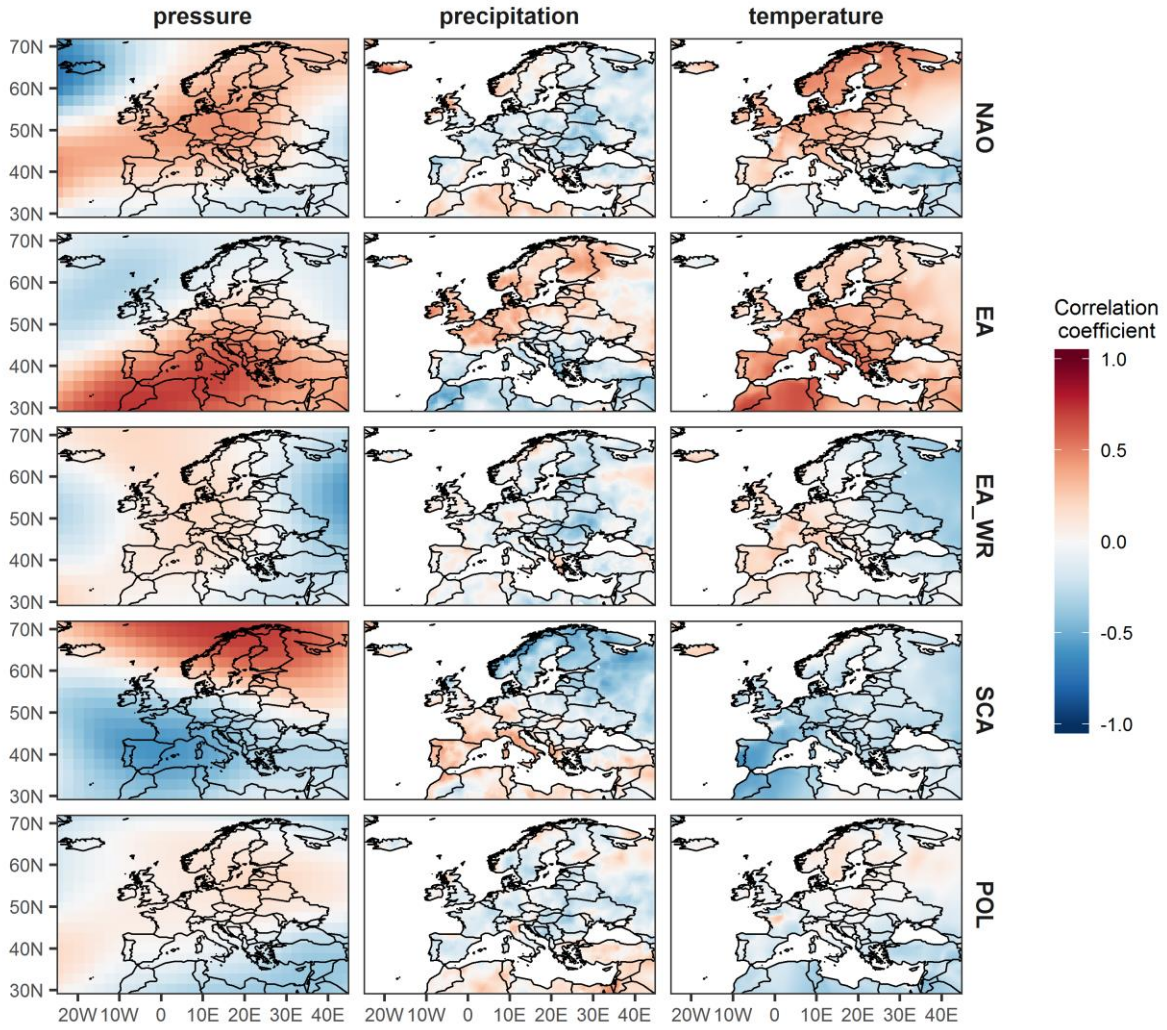 pressure precipitation temperature
70N
60N
50N
40N
30N
NAO
70N
60N
50N
40N
30N
EA
70N
60N
50N
40N
30N
EA_WR
70N
60N
50N
40N
30N
SCA
70N
60N
50N
40N
30N
POL
20W 10W 0 10E 20E 30E 40E 20W 10W 0 10E 20E 30E 40E 20W 10W 0 10E 20E 30E 40E
Correlation
coefficient
1.0
0.5
0.0
-0.5
-1.0